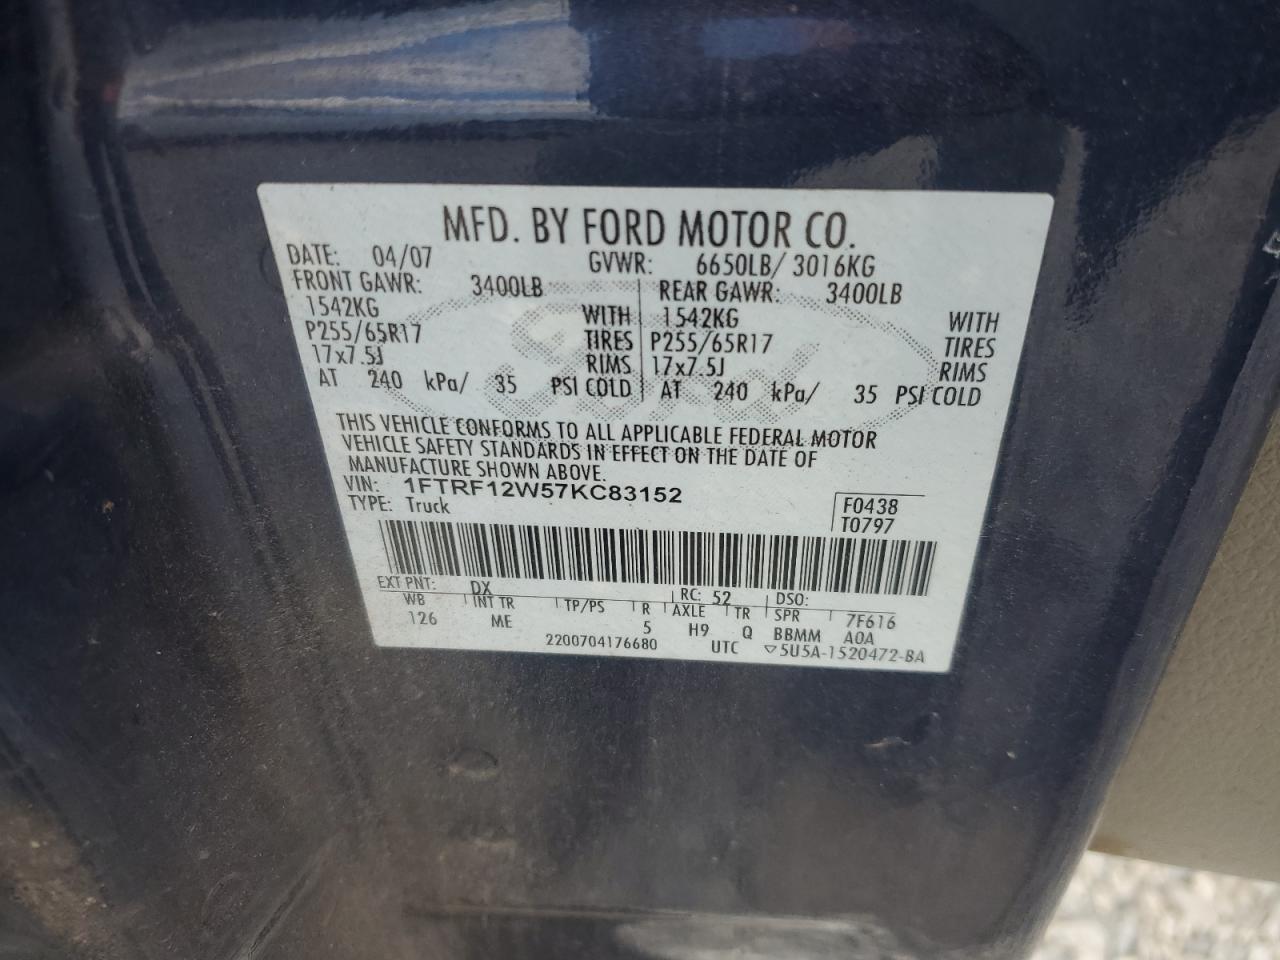 MFD. BY FORD MOTOR CO.
DATE: 04/07 GVWR: 6650LB/ 3016KG
FRONT GAWR: 3400LB REAR GAWR: 3400LB
1542KG WITH 1542KG WITH
P255/65R17 TIRES P255/65R17 TIRES
17x7.5J RIMS 17x7.5J RIMS
AT 240 kPa/ 35 PSI COLD AT 240 kPa/ 35 PSI COLD
Ford
THIS VEHICLE CONFORMS TO ALL APPLICABLE FEDERAL MOTOR
VEHICLE SAFETY STANDARDS IN EFFECT ON THE DATE OF
MANUFACTURE SHOWN ABOVE.
VIN: 1FTRF12W57KC83152
TYPE: Truck
F0438
T0797
EXT PNT: DX RC: 52 DSO:
WB INT TR TP/PS R AXLE TR SPR 7F616
126 ME 5 H9 Q BBMM A0A
2200704176680 UTC ▽5U5A-1520472-BA